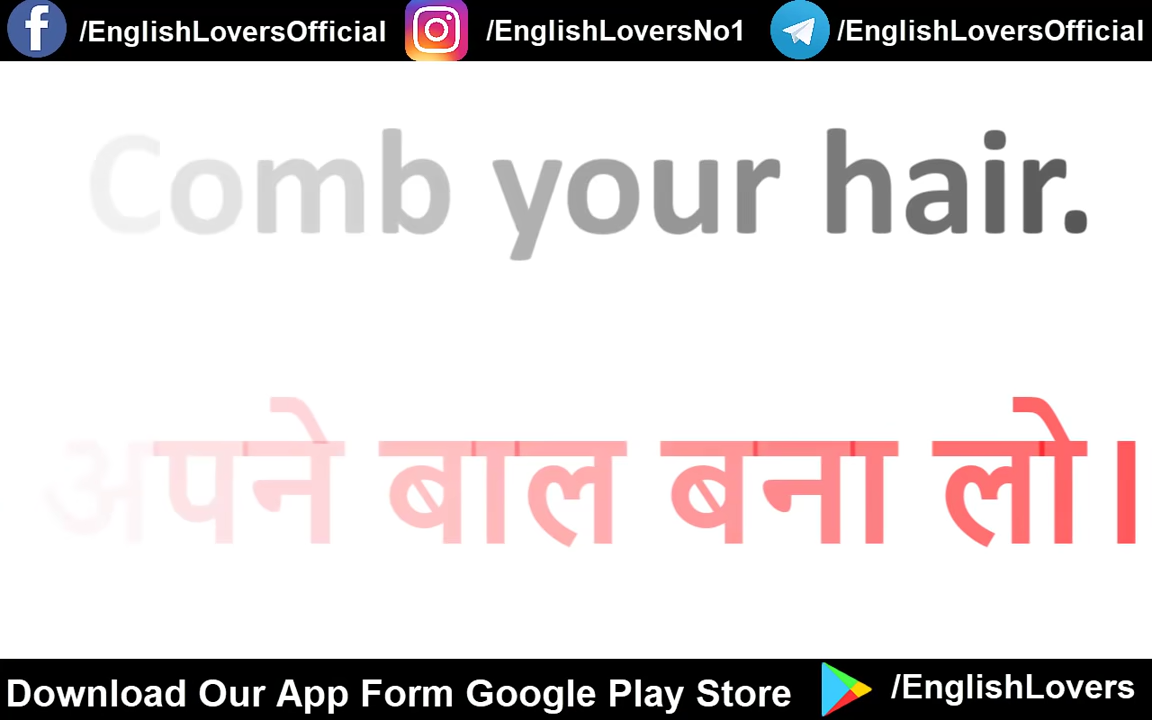 /EnglishLoversOfficial /EnglishLoversNo1 /EnglishLoversOfficial
Comb your hair.
अपने बाल बना लो।
Download Our App Form Google Play Store /EnglishLovers